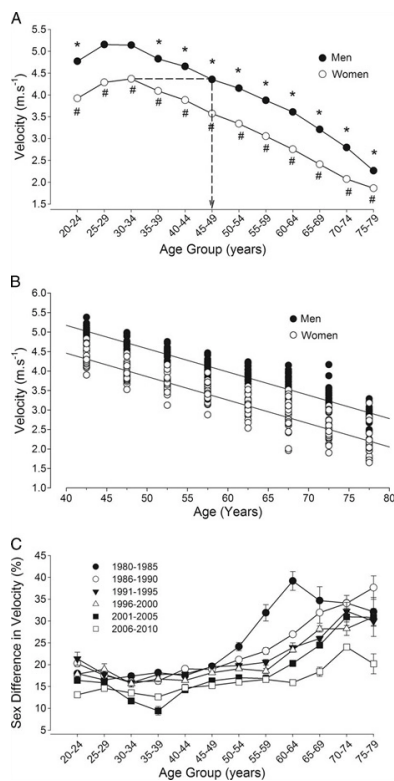 A
Velocity (m.s-1)
5.5
5.0
4.5
4.0
3.5
3.0
2.5
2.0
1.5
* * * * * * * * * *
# # # # # # # # # # # #
Men
Women
20-24 25-29 30-34 35-39 40-44 45-49 50-54 55-59 60-64 65-69 70-74 75-79
Age Group (years)
B
Velocity (m.s-1)
6.0
5.5
5.0
4.5
4.0
3.5
3.0
2.5
2.0
1.5
1.0
Men
Women
40 45 50 55 60 65 70 75 80
Age (Years)
C
Sex Difference in Velocity (%)
45
40
35
30
25
20
15
10
5
0
1980-1985
1986-1990
1991-1995
1996-2000
2001-2005
2006-2010
20-24 25-29 30-34 35-39 40-44 45-49 50-54 55-59 60-64 65-69 70-74 75-79
Age Group (years)